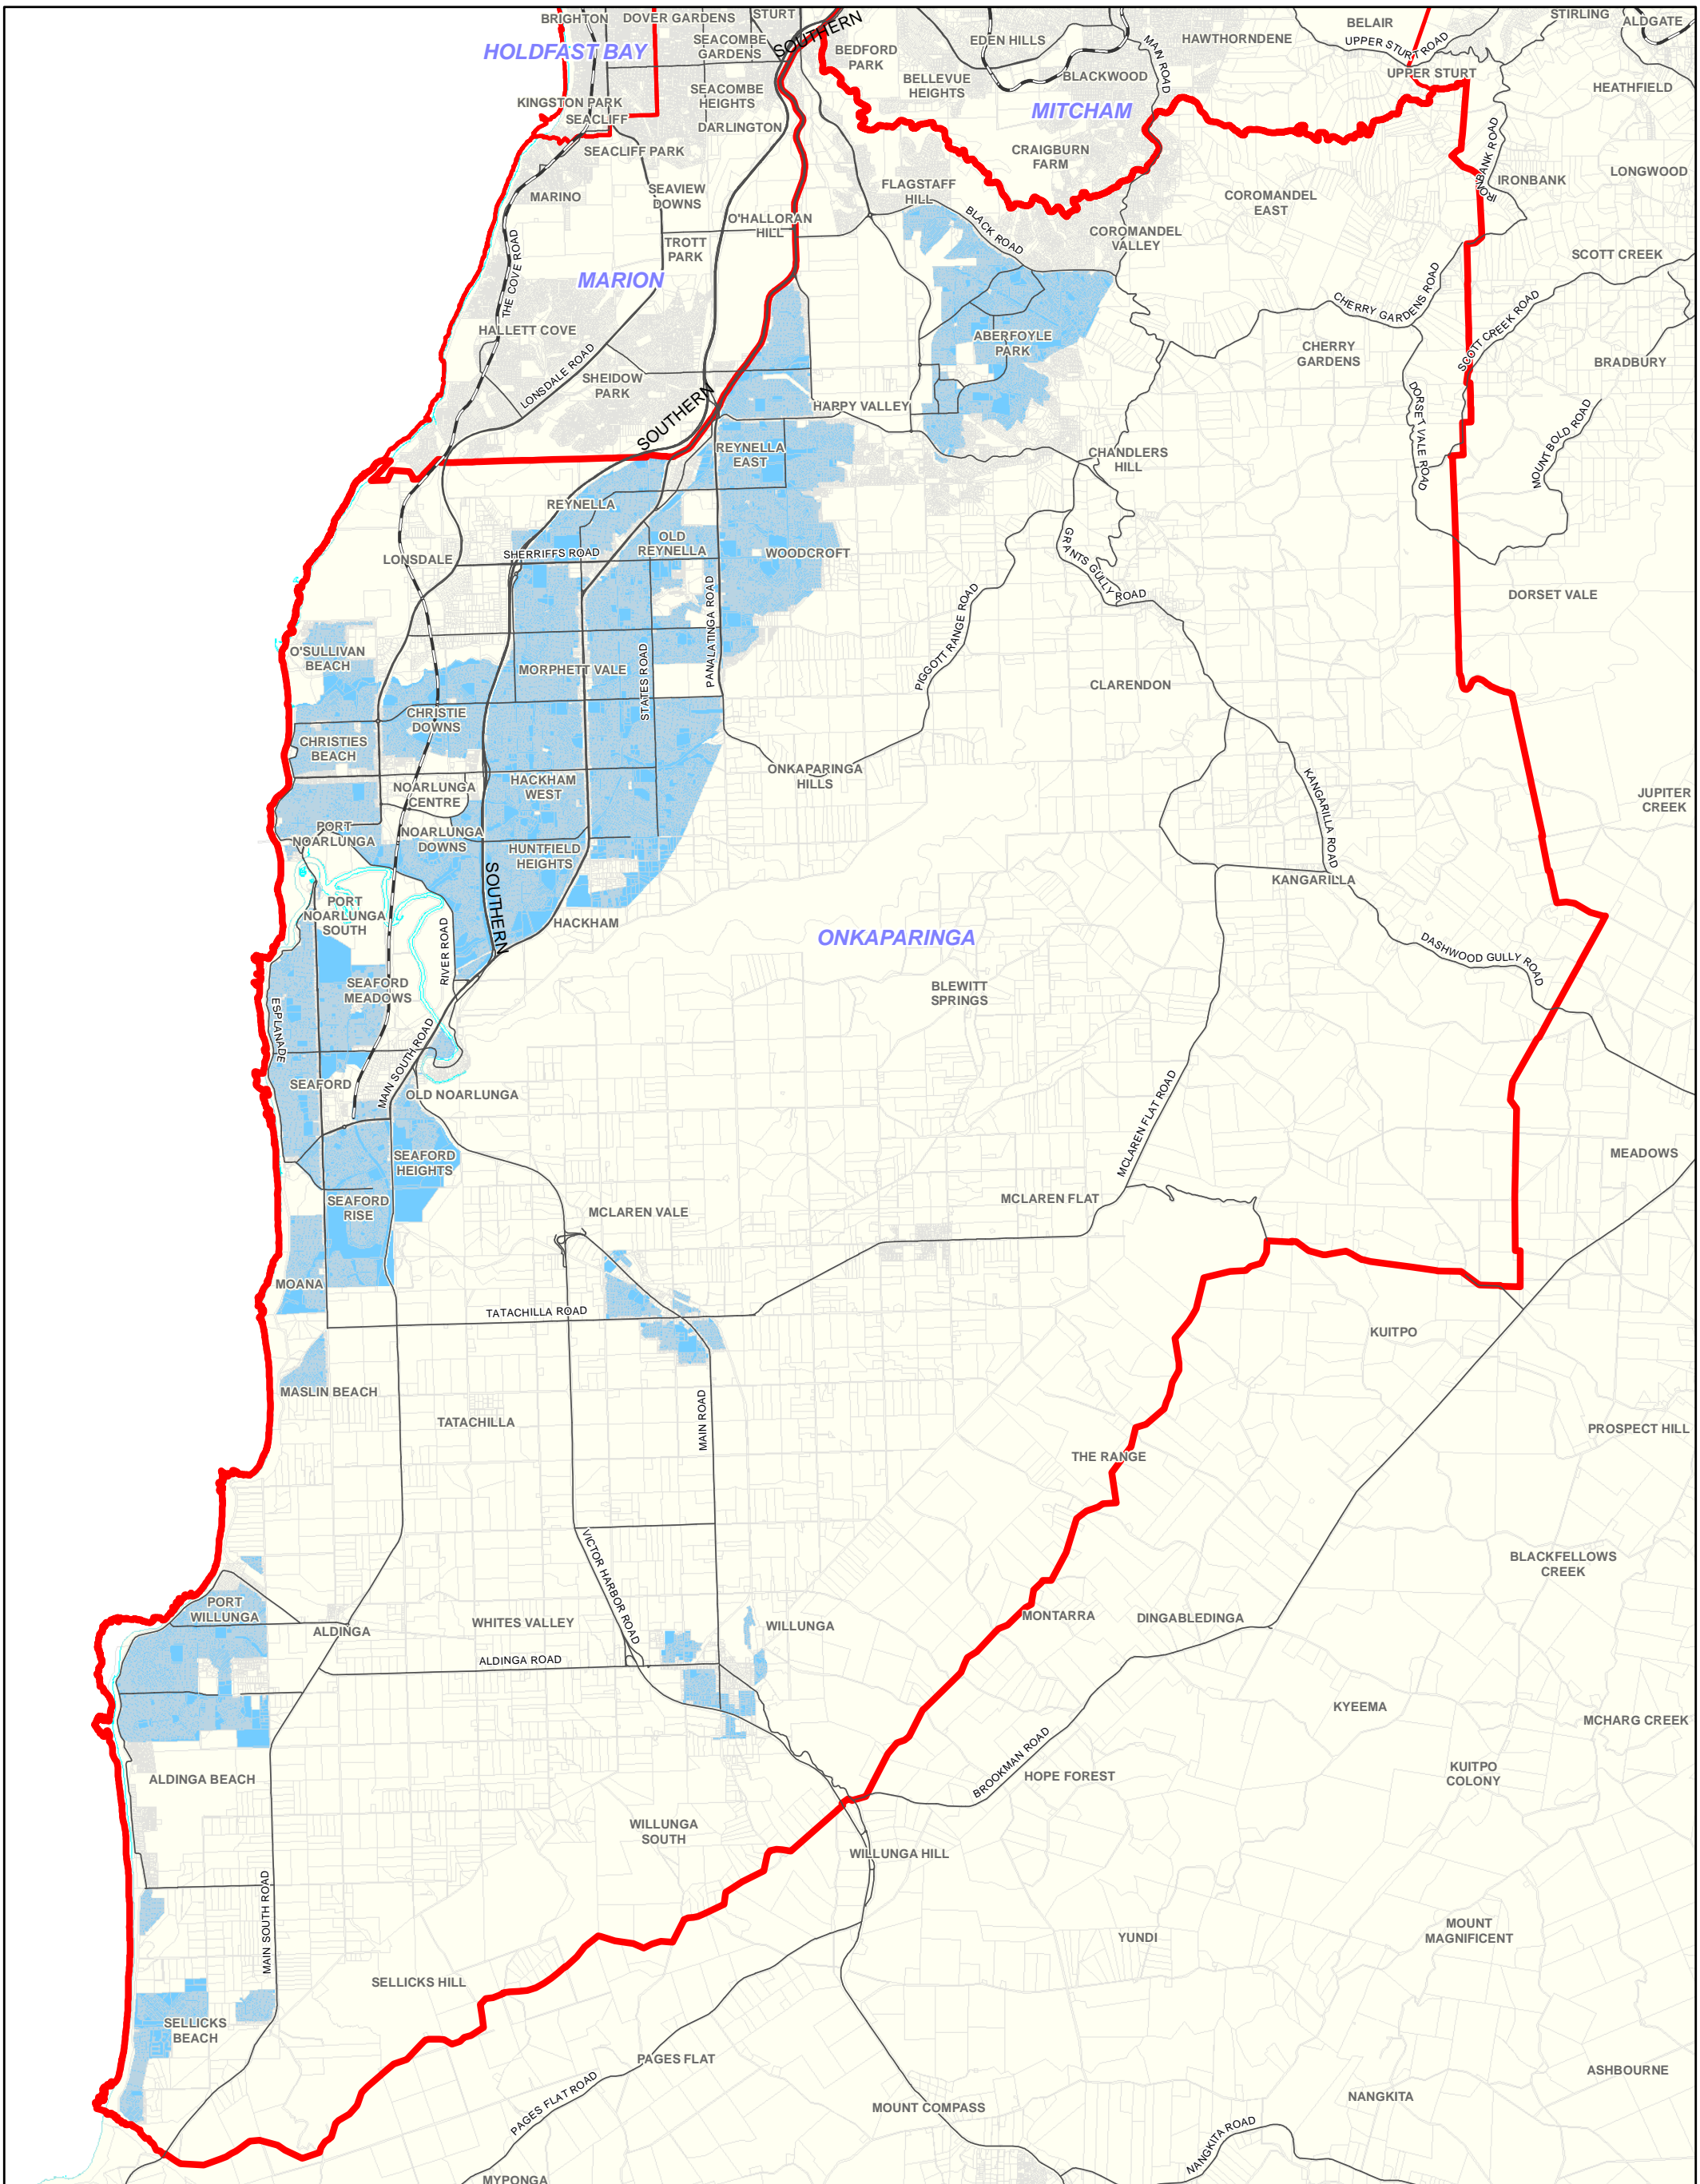 BRIGHTON
DOVER GARDENS
STURT
SOUTHERN
BELAIR
STIRLING
ALDGATE
HOLDFAST BAY
SEACOMBE
GARDENS
BEDFORD
PARK
EDEN HILLS
MAIN ROAD
HAWTHORNDENE
UPPER STURT ROAD
UPPER STURT
BELLEVUE
HEIGHTS
BLACKWOOD
HEATHFIELD
KINGSTON PARK
SEACLIFF
SEACOMBE
HEIGHTS
DARLINGTON
MITCHAM
SEACLIFF PARK
CRAIGBURN
FARM
IRONBANK ROAD
IRONBANK
LONGWOOD
MARINO
SEAVIEW
DOWNS
FLAGSTAFF
HILL
COROMANDEL
EAST
O'HALLORAN
HILL
BLACK ROAD
COROMANDEL
VALLEY
THE COVE ROAD
TROTT
PARK
SCOTT CREEK
MARION
CHERRY GARDENS ROAD
SCOTT CREEK ROAD
HALLETT COVE
ABERFOYLE
PARK
CHERRY
GARDENS
BRADBURY
LONSDALE ROAD
SHEIDOW
PARK
SOUTHERN
HAPPY VALLEY
DORSET VALE ROAD
MOUNT BOLD ROAD
REYNELLA
EAST
CHANDLERS
HILL
REYNELLA
OLD
REYNELLA
WOODCROFT
LONSDALE
SHERRIFFS ROAD
GRANTS GULLY ROAD
DORSET VALE
PANALATINGA ROAD
PIGGOTT RANGE ROAD
O'SULLIVAN
BEACH
MORPHETT VALE
STATES ROAD
CLARENDON
CHRISTIE
DOWNS
CHRISTIES
BEACH
ONKAPARINGA
HILLS
KANGARILLA ROAD
NOARLUNGA
CENTRE
HACKHAM
WEST
JUPITER
CREEK
PORT
NOARLUNGA
NOARLUNGA
DOWNS
HUNTFIELD
HEIGHTS
SOUTHERN
KANGARILLA
PORT
NOARLUNGA
SOUTH
HACKHAM
RIVER ROAD
ONKAPARINGA
DASHWOOD GULLY ROAD
SEAFORD
MEADOWS
BLEWITT
SPRINGS
ESPLANADE
SEAFORD
MAIN SOUTH ROAD
OLD NOARLUNGA
MCLAREN FLAT ROAD
SEAFORD
HEIGHTS
MEADOWS
SEAFORD
RISE
MCLAREN VALE
MCLAREN FLAT
MOANA
TATACHILLA ROAD
KUITPO
MASLIN BEACH
TATACHILLA
MAIN ROAD
THE RANGE
PROSPECT HILL
VICTOR HARBOR ROAD
BLACKFELLOWS
CREEK
PORT
WILLUNGA
ALDINGA
WHITES VALLEY
WILLUNGA
MONTARRA
DINGABLEDINGA
ALDINGA ROAD
KYEEMA
MCHARG CREEK
BROOKMAN ROAD
ALDINGA BEACH
HOPE FOREST
KUITPO
COLONY
WILLUNGA
SOUTH
WILLUNGA HILL
MAIN SOUTH ROAD
YUNDI
MOUNT
MAGNIFICENT
SELLICKS HILL
SELLICKS
BEACH
PAGES FLAT
PAGES FLAT ROAD
ASHBOURNE
NANGKITA
MOUNT COMPASS
NANGKITA ROAD
MYPONGA